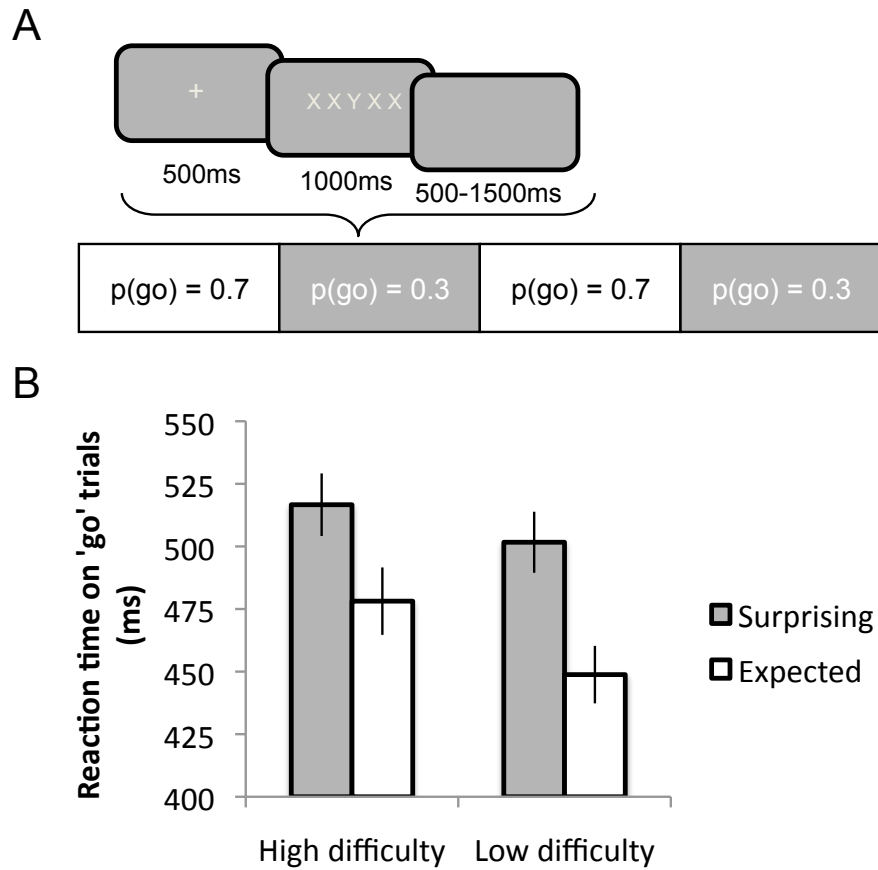 A
+
X X Y X X
500ms
1000ms
500-1500ms
p(go) = 0.7
p(go) = 0.3
p(go) = 0.7
p(go) = 0.3
B
Reaction time on 'go' trials
(ms)
550
525
500
475
450
425
400
High difficulty
Low difficulty
Surprising
Expected